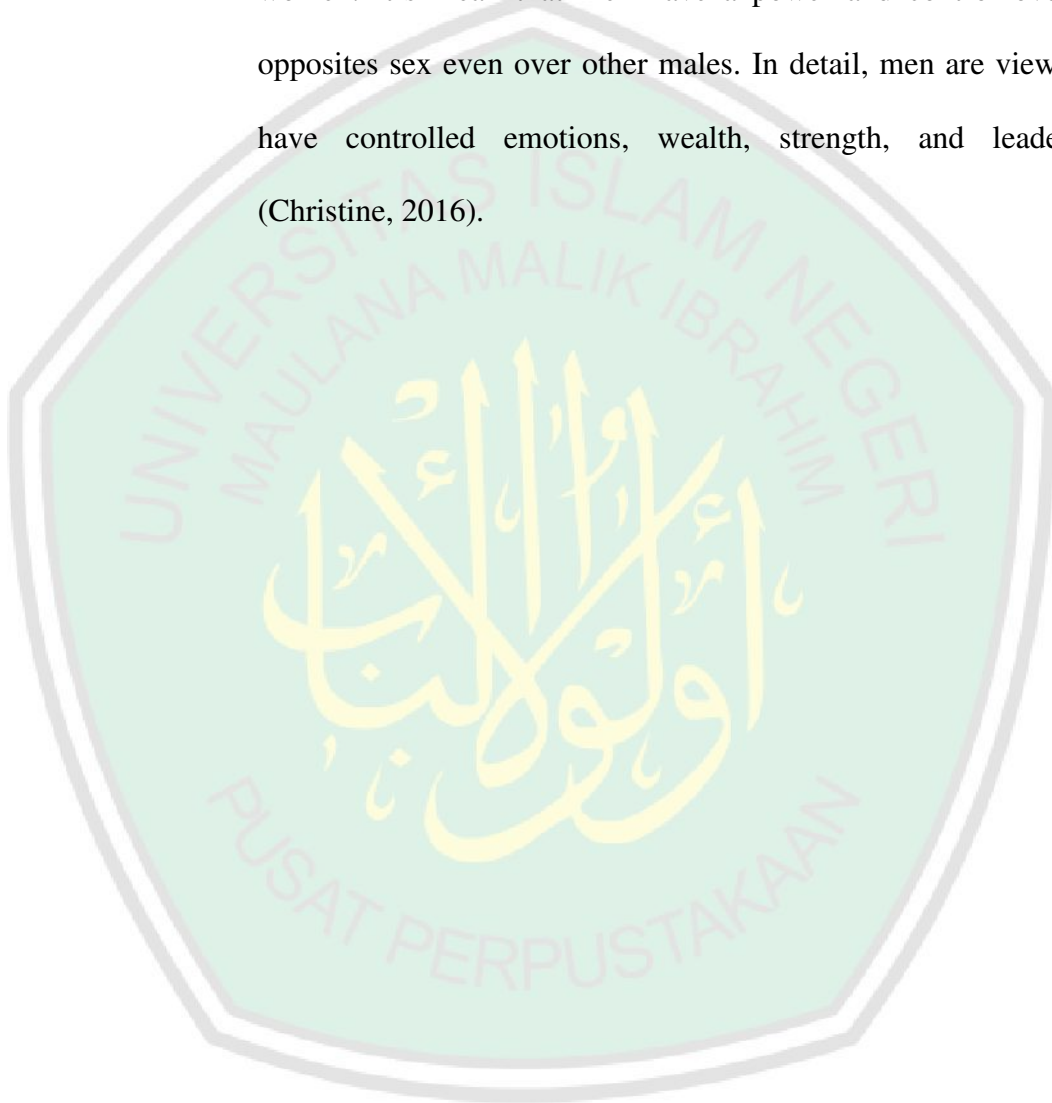 opposites sex even over other males. In detail, men are view
have controlled emotions, wealth, strength, and leade
(Christine, 2016).
UNIVERSITAS ISLAM NEGERI
MAULANA MALIK IBRAHIM
أولوا الألباب
PUSAT PERPUSTAKAAN